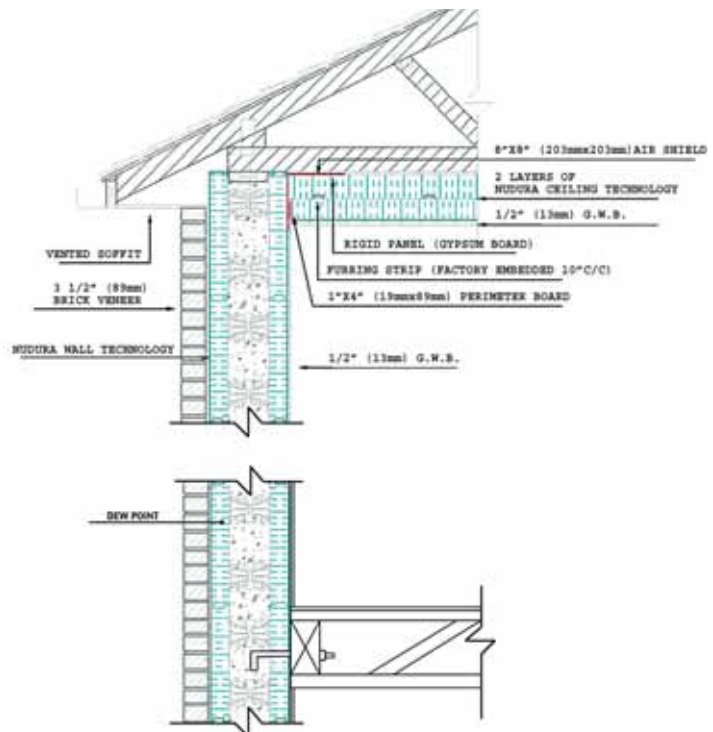 8"X8" (203mmx203mm) AIR SHIELD
2 LAYERS OF
NUDURA CEILING TECHNOLOGY
1/2" (13mm) G.W.B.
RIGID PANEL (GYPSUM BOARD)
FURRING STRIP (FACTORY EMBEDDED 10"C/C)
1"X4" (19mmx89mm) PERIMETER BOARD
VENTED SOFFIT
3 1/2" (89mm)
BRICK VENEER
NUDURA WALL TECHNOLOGY
1/2" (13mm) G.W.B.
DEW POINT